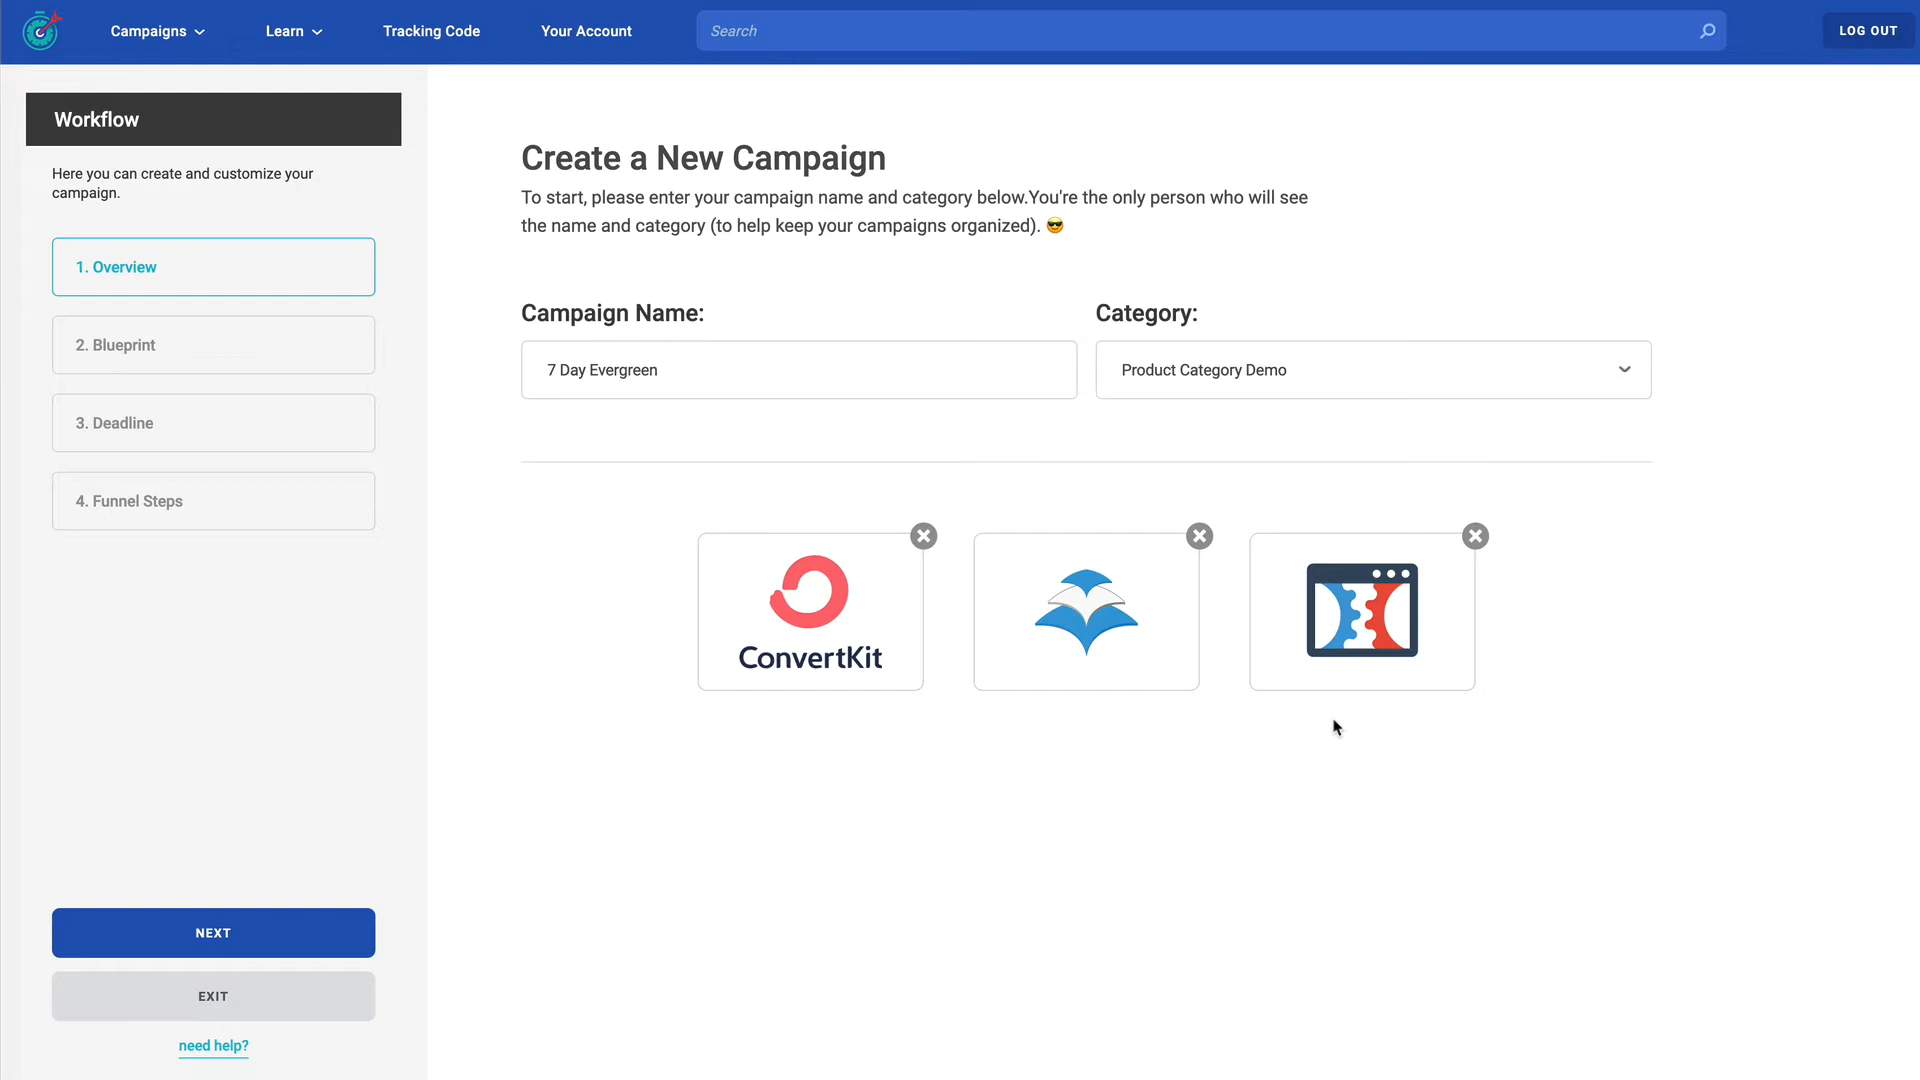 Campaigns
Learn
Tracking Code
Your Account
Search
LOG OUT
Workflow
Here you can create and customize your
campaign.
1. Overview
2. Blueprint
3. Deadline
4. Funnel Steps
NEXT
EXIT
need help?
Create a New Campaign
To start, please enter your campaign name and category below.You're the only person who will see
the name and category (to help keep your campaigns organized). 😎
Campaign Name:
7 Day Evergreen
Category:
Product Category Demo
ConvertKit